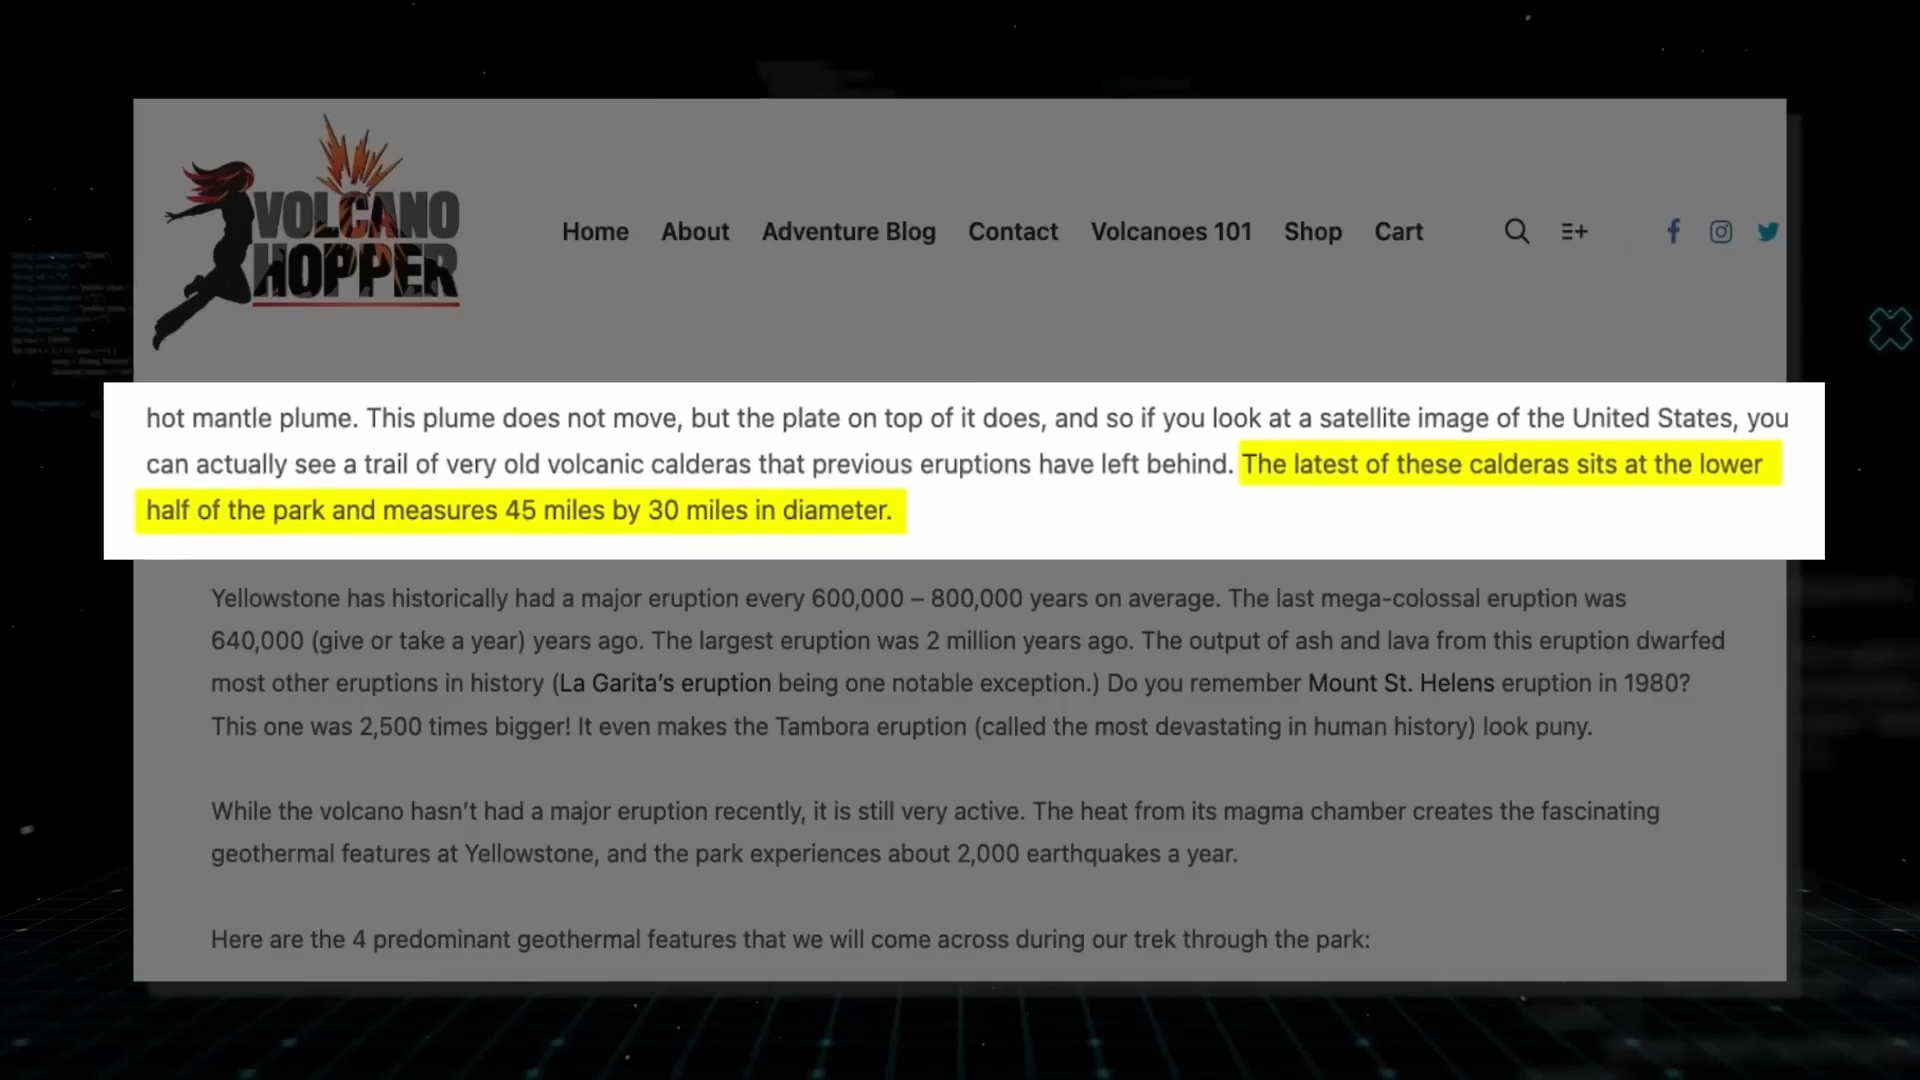 VOLCANO
HOPPER
Home About Adventure Blog Contact Volcanoes 101 Shop Cart
hot mantle plume. This plume does not move, but the plate on top of it does, and so if you look at a satellite image of the United States, you
can actually see a trail of very old volcanic calderas that previous eruptions have left behind. The latest of these calderas sits at the lower
half of the park and measures 45 miles by 30 miles in diameter.
Yellowstone has historically had a major eruption every 600,000 – 800,000 years on average. The last mega-colossal eruption was
640,000 (give or take a year) years ago. The largest eruption was 2 million years ago. The output of ash and lava from this eruption dwarfed
most other eruptions in history (La Garita’s eruption being one notable exception.) Do you remember Mount St. Helens eruption in 1980?
This one was 2,500 times bigger! It even makes the Tambora eruption (called the most devastating in human history) look puny.
While the volcano hasn’t had a major eruption recently, it is still very active. The heat from its magma chamber creates the fascinating
geothermal features at Yellowstone, and the park experiences about 2,000 earthquakes a year.
Here are the 4 predominant geothermal features that we will come across during our trek through the park: